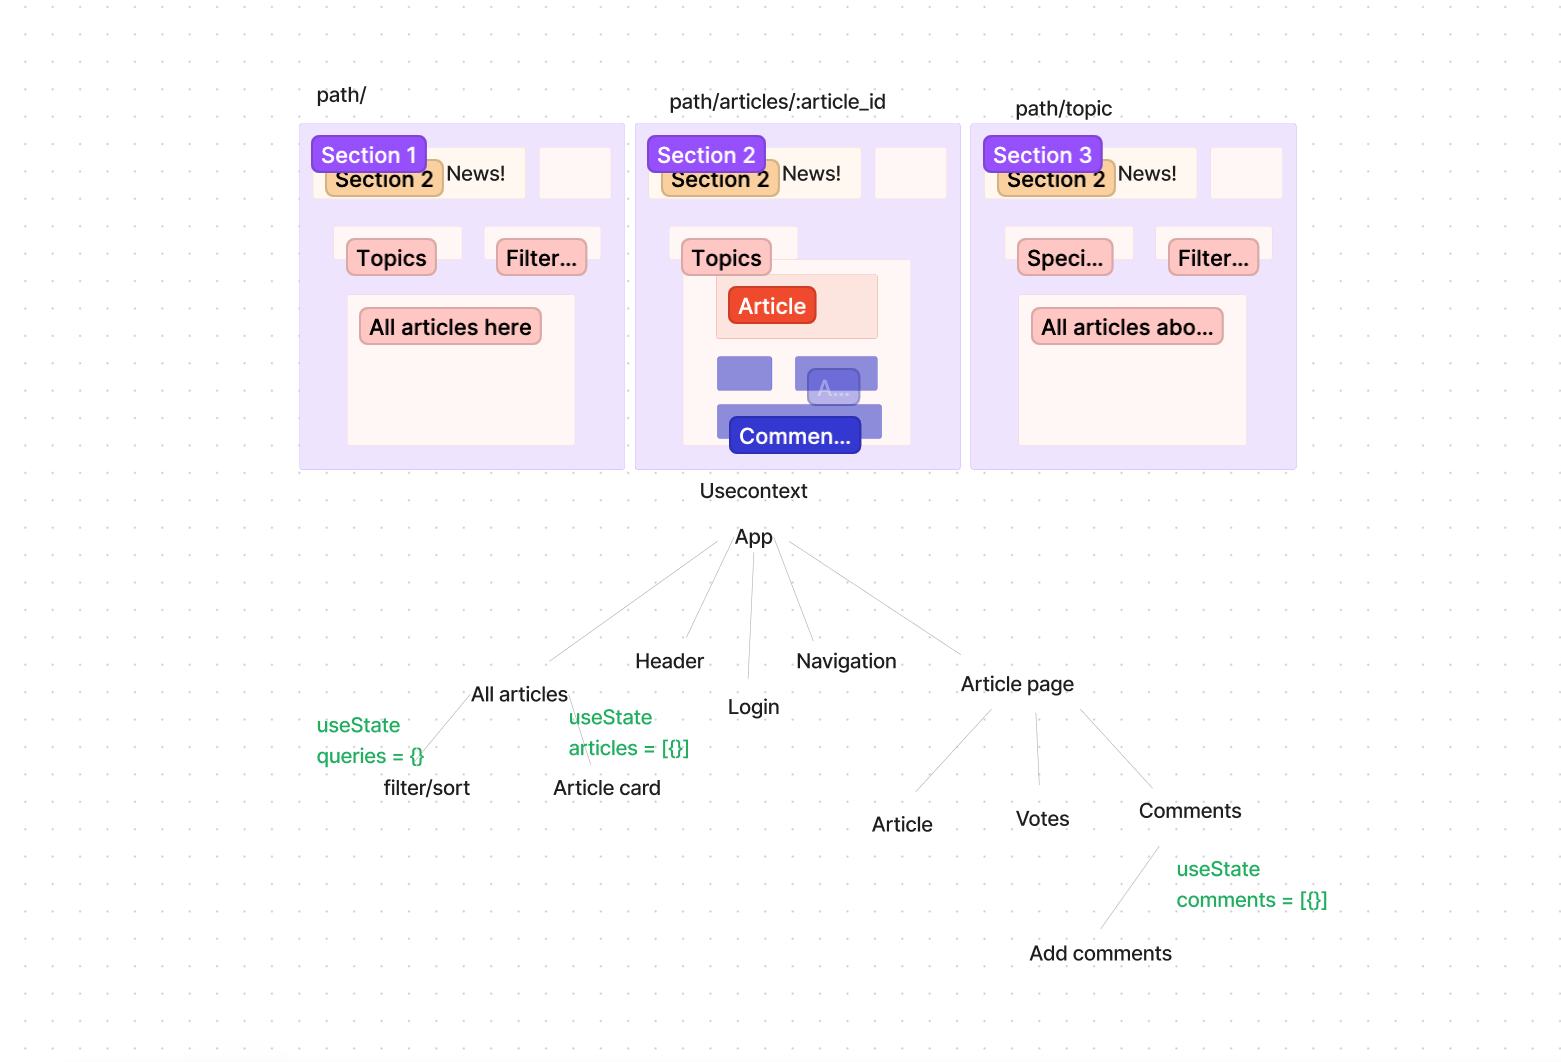 path/
path/articles/:article_id
path/topic
Section 1
Section 2 News!
Topics
Filter...
All articles here
Section 2
Section 2 News!
Topics
Article
A...
Commen...
Section 3
Section 2 News!
Speci...
Filter...
All articles abo...
Usecontext
App
Header
Navigation
All articles
Login
Article page
useState
queries = {}
useState
articles = [{}]
filter/sort
Article card
Article
Votes
Comments
useState
comments = [{}]
Add comments